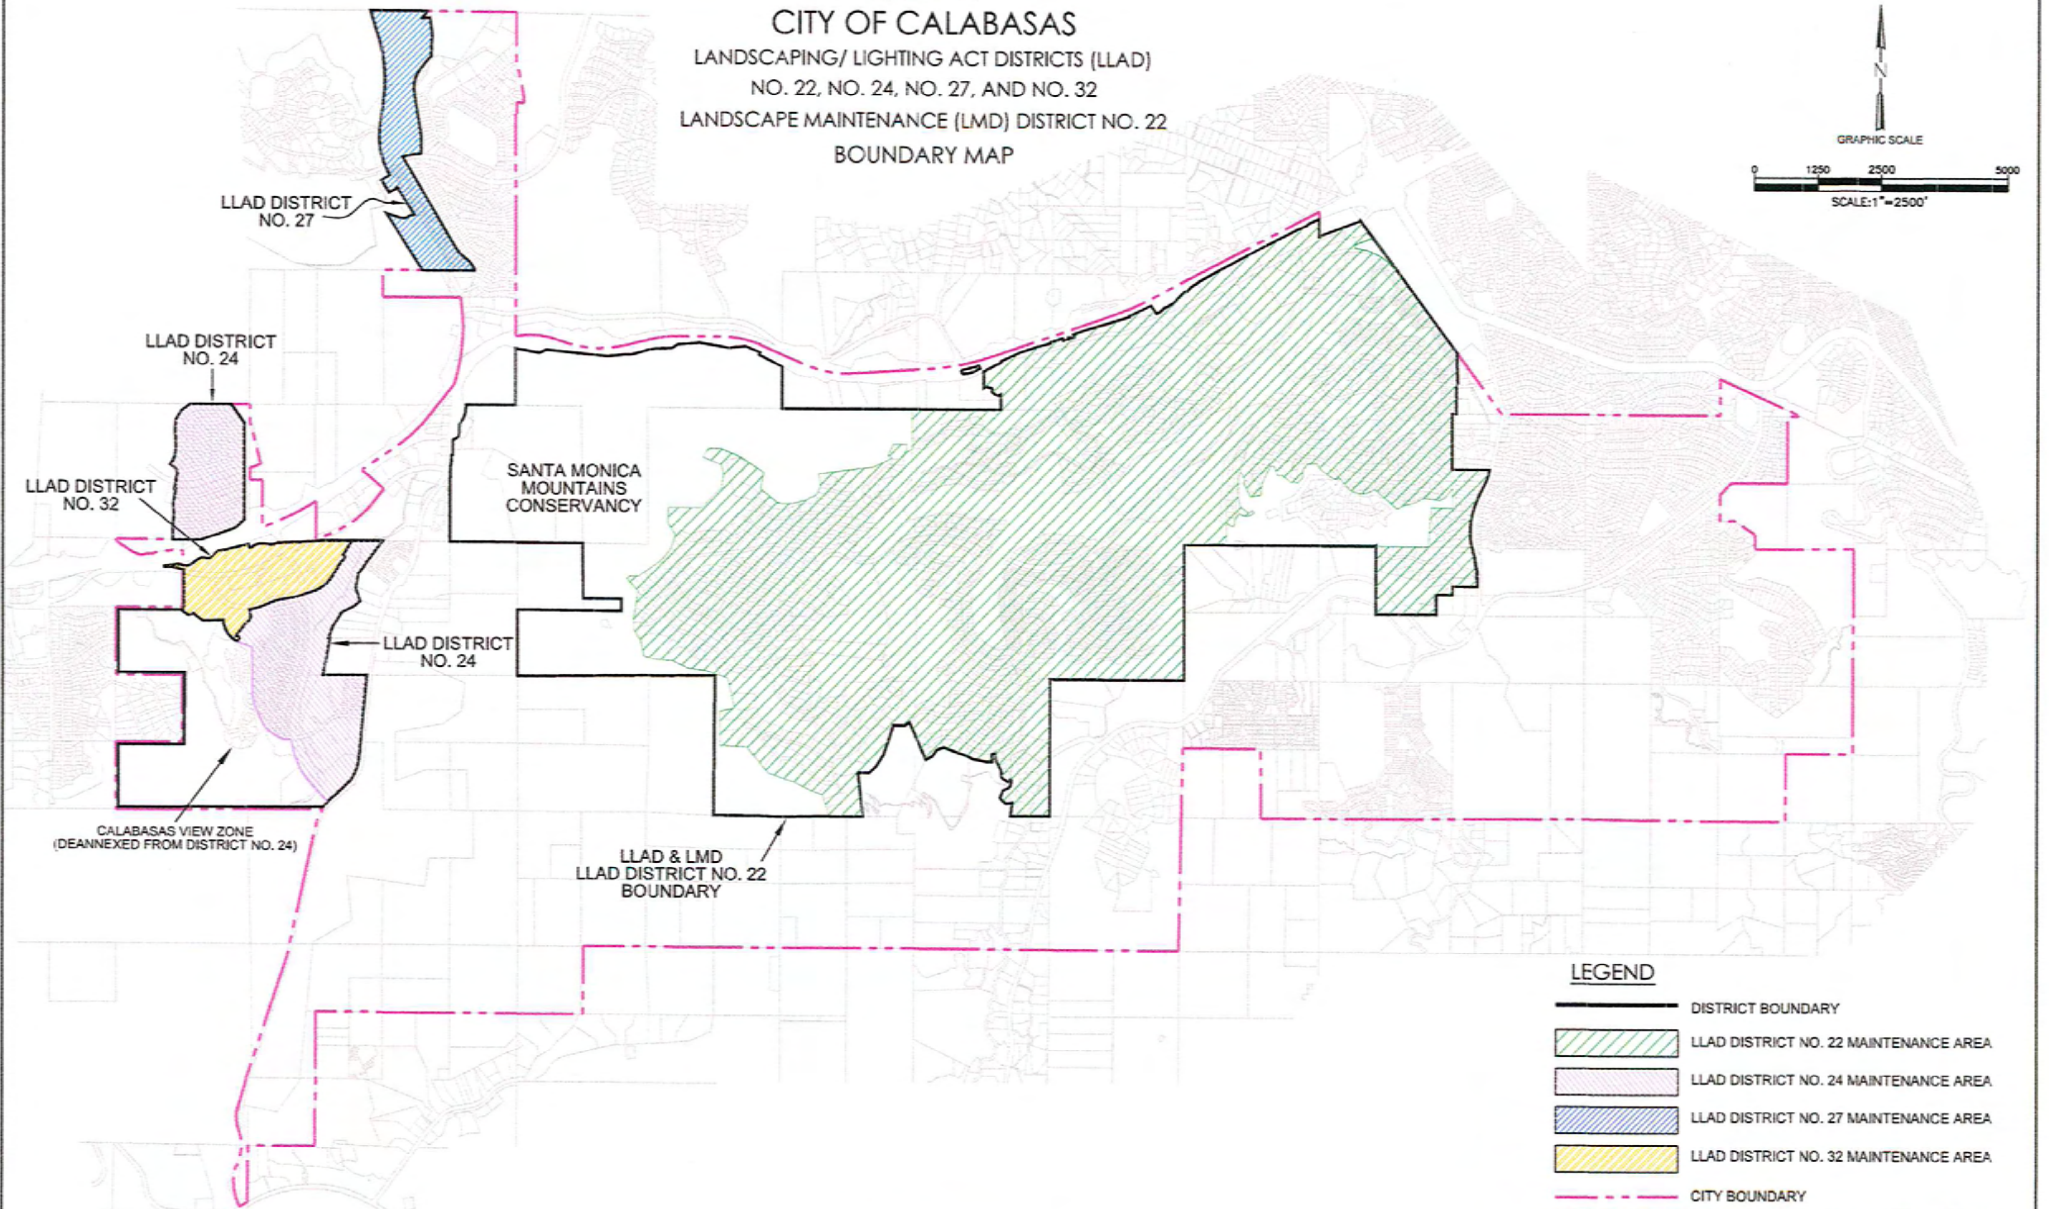 CITY OF CALABASAS
LANDSCAPING/ LIGHTING ACT DISTRICTS (LLAD)
NO. 22, NO. 24, NO. 27, AND NO. 32
LANDSCAPE MAINTENANCE (LMD) DISTRICT NO. 22
BOUNDARY MAP
N
GRAPHIC SCALE
0 1250 2500 5000
SCALE:1"=2500'
LLAD DISTRICT
NO. 27
LLAD DISTRICT
NO. 24
LLAD DISTRICT
NO. 32
SANTA MONICA
MOUNTAINS
CONSERVANCY
LLAD DISTRICT
NO. 24
CALABASAS VIEW ZONE
(DEANNEXED FROM DISTRICT NO. 24)
LLAD & LMD
LLAD DISTRICT NO. 22
BOUNDARY
LEGEND
DISTRICT BOUNDARY
LLAD DISTRICT NO. 22 MAINTENANCE AREA
LLAD DISTRICT NO. 24 MAINTENANCE AREA
LLAD DISTRICT NO. 27 MAINTENANCE AREA
LLAD DISTRICT NO. 32 MAINTENANCE AREA
CITY BOUNDARY